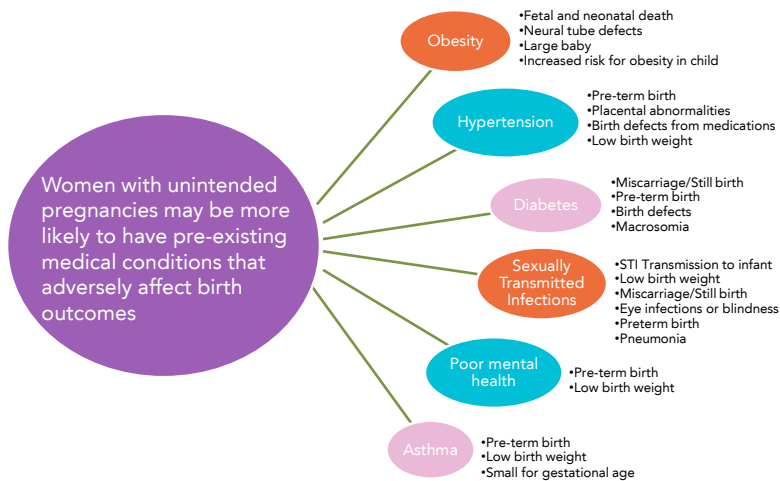 Women with unintended
pregnancies may be more
likely to have pre-existing
medical conditions that
adversely affect birth
outcomes
Obesity
•Fetal and neonatal death
•Neural tube defects
•Large baby
•Increased risk for obesity in child
Hypertension
•Pre-term birth
•Placental abnormalities
•Birth defects from medications
•Low birth weight
Diabetes
•Miscarriage/Still birth
•Pre-term birth
•Birth defects
•Macrosomia
Sexually
Transmitted
Infections
•STI Transmission to infant
•Low birth weight
•Miscarriage/Still birth
•Eye infections or blindness
•Preterm birth
•Pneumonia
Poor mental
health
•Pre-term birth
•Low birth weight
Asthma
•Pre-term birth
•Low birth weight
•Small for gestational age